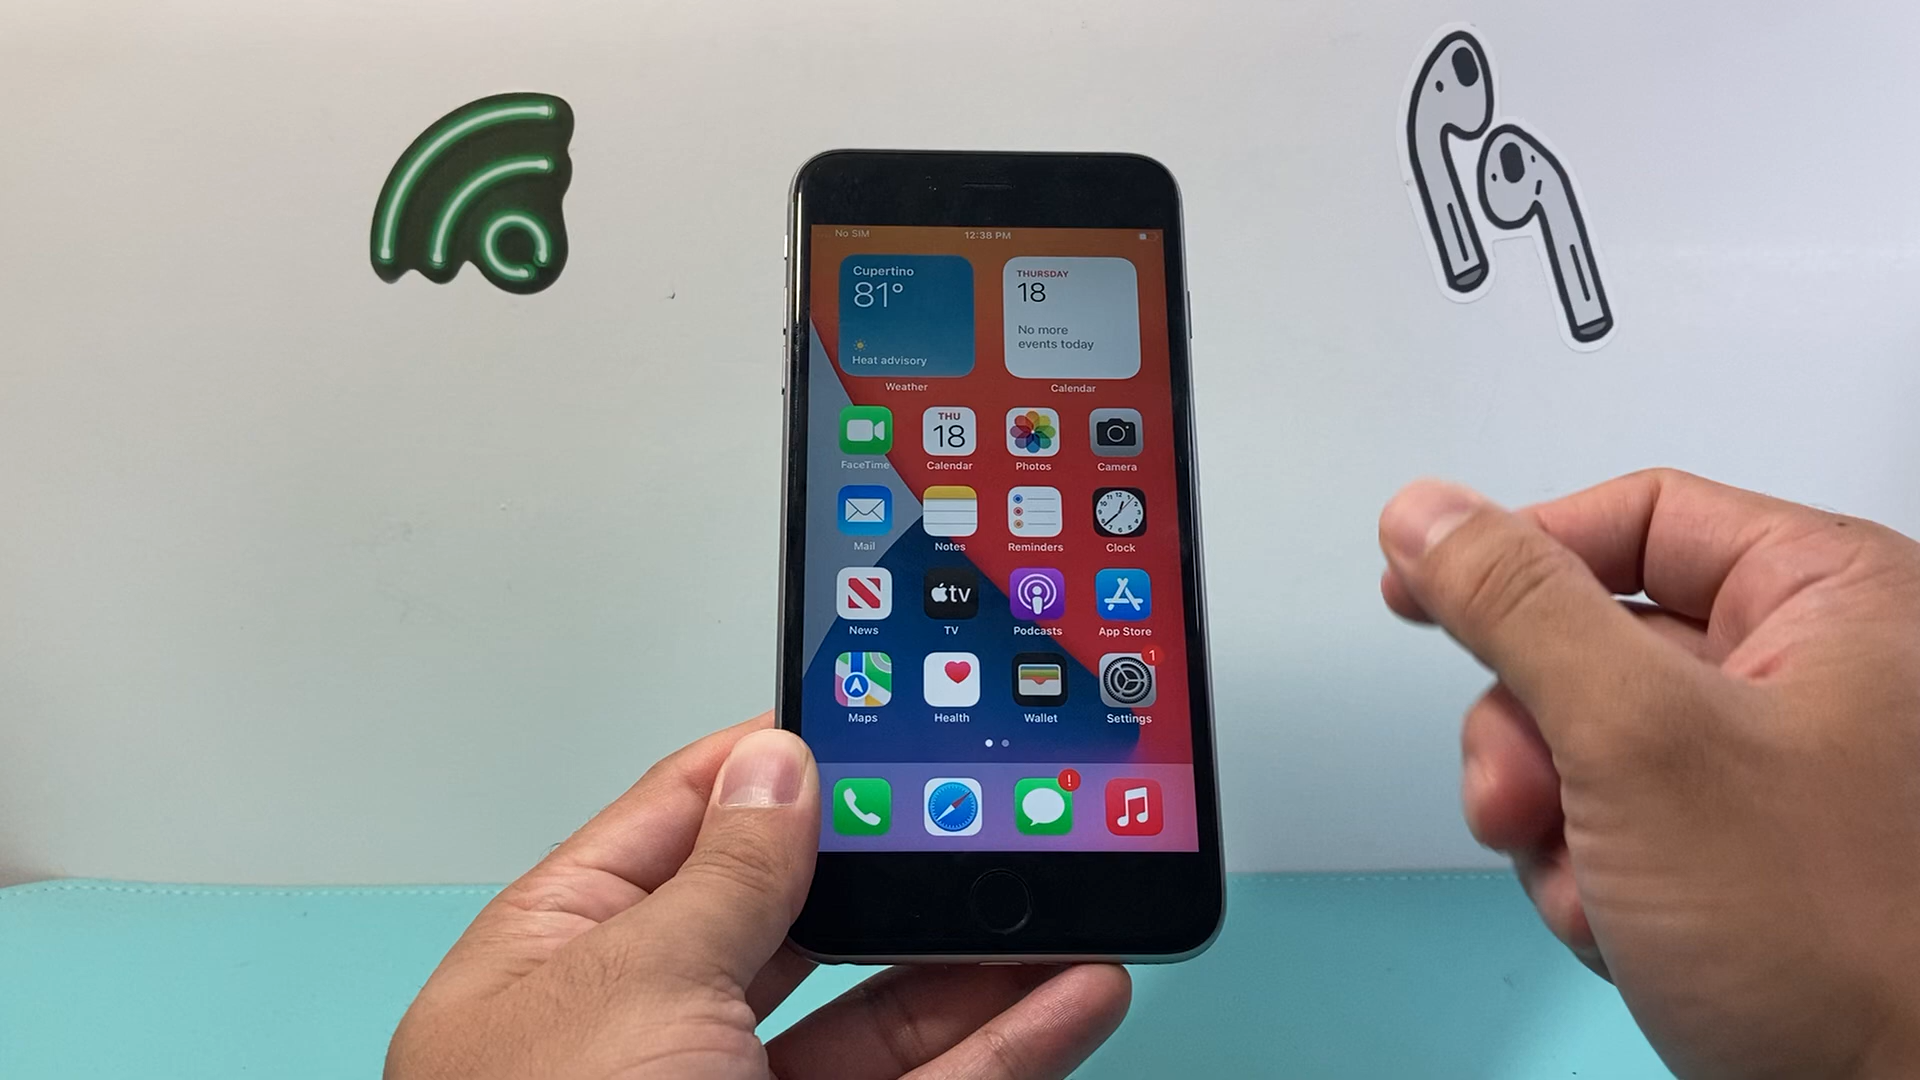 No SIM 12:38 PM
Cupertino
81°
Heat advisory
Weather
THURSDAY
18
No more
events today
Calendar
THU
18
FaceTime Calendar Photos Camera
Mail Notes Reminders Clock
tv
News TV Podcasts App Store
1
Maps Health Wallet Settings
!